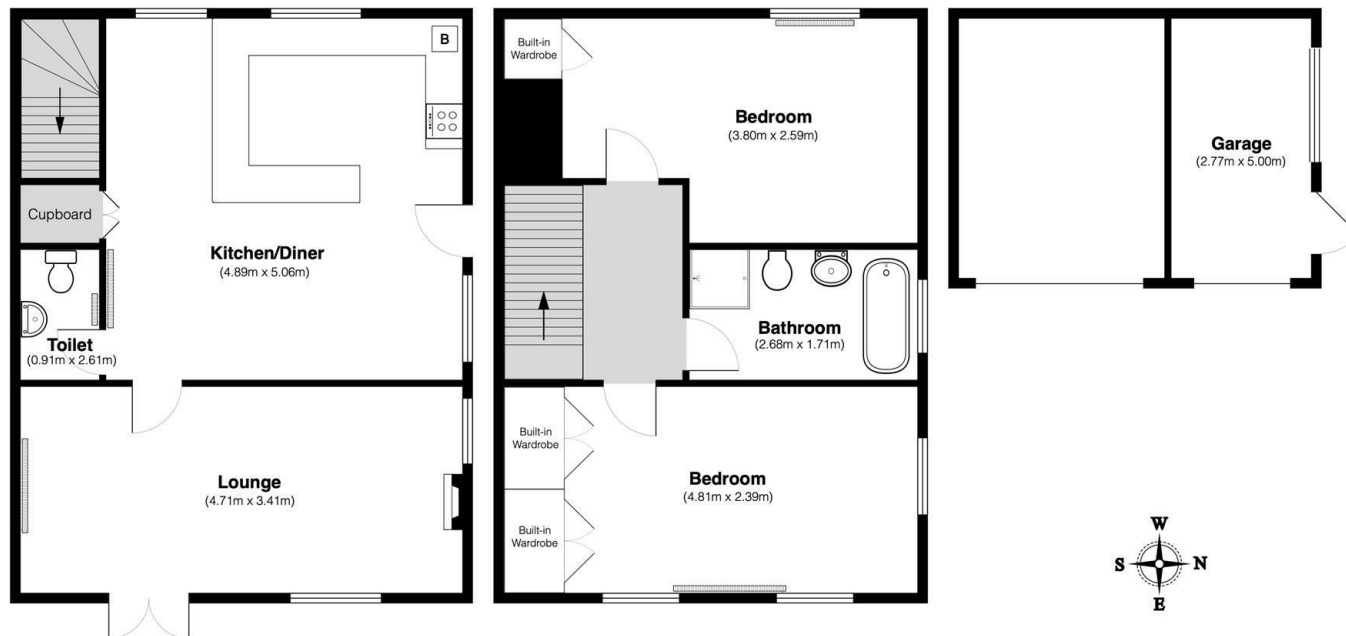 B
Cupboard
Kitchen/Diner
(4.89m x 5.06m)
Toilet
(0.91m x 2.61m)
Lounge
(4.71m x 3.41m)
Built-in
Wardrobe
Bedroom
(3.80m x 2.59m)
Bathroom
(2.68m x 1.71m)
Built-in
Wardrobe
Built-in
Wardrobe
Bedroom
(4.81m x 2.39m)
Garage
(2.77m x 5.00m)
W
S N
E